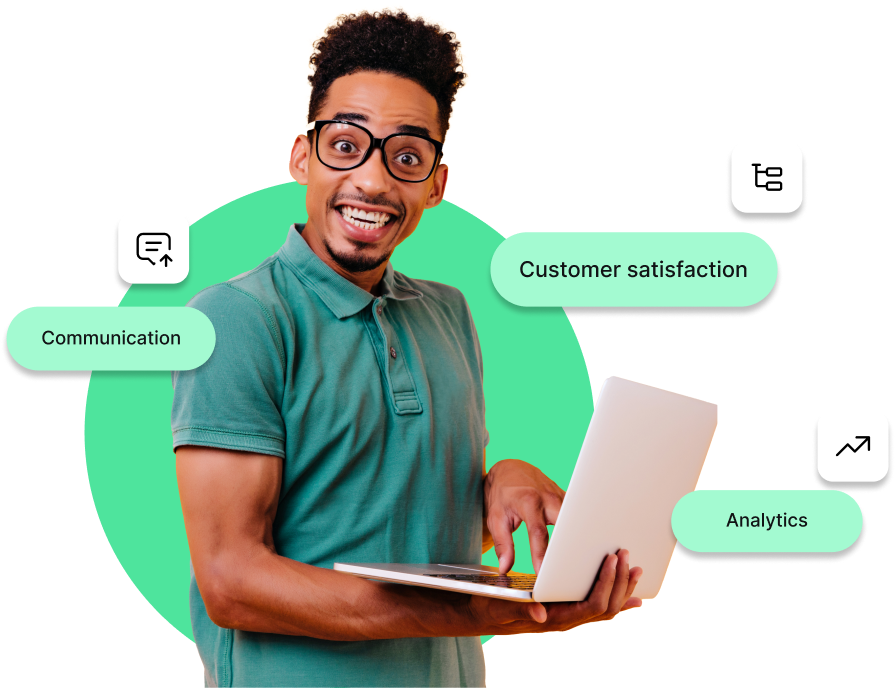 Customer satisfaction
Communication
Analytics